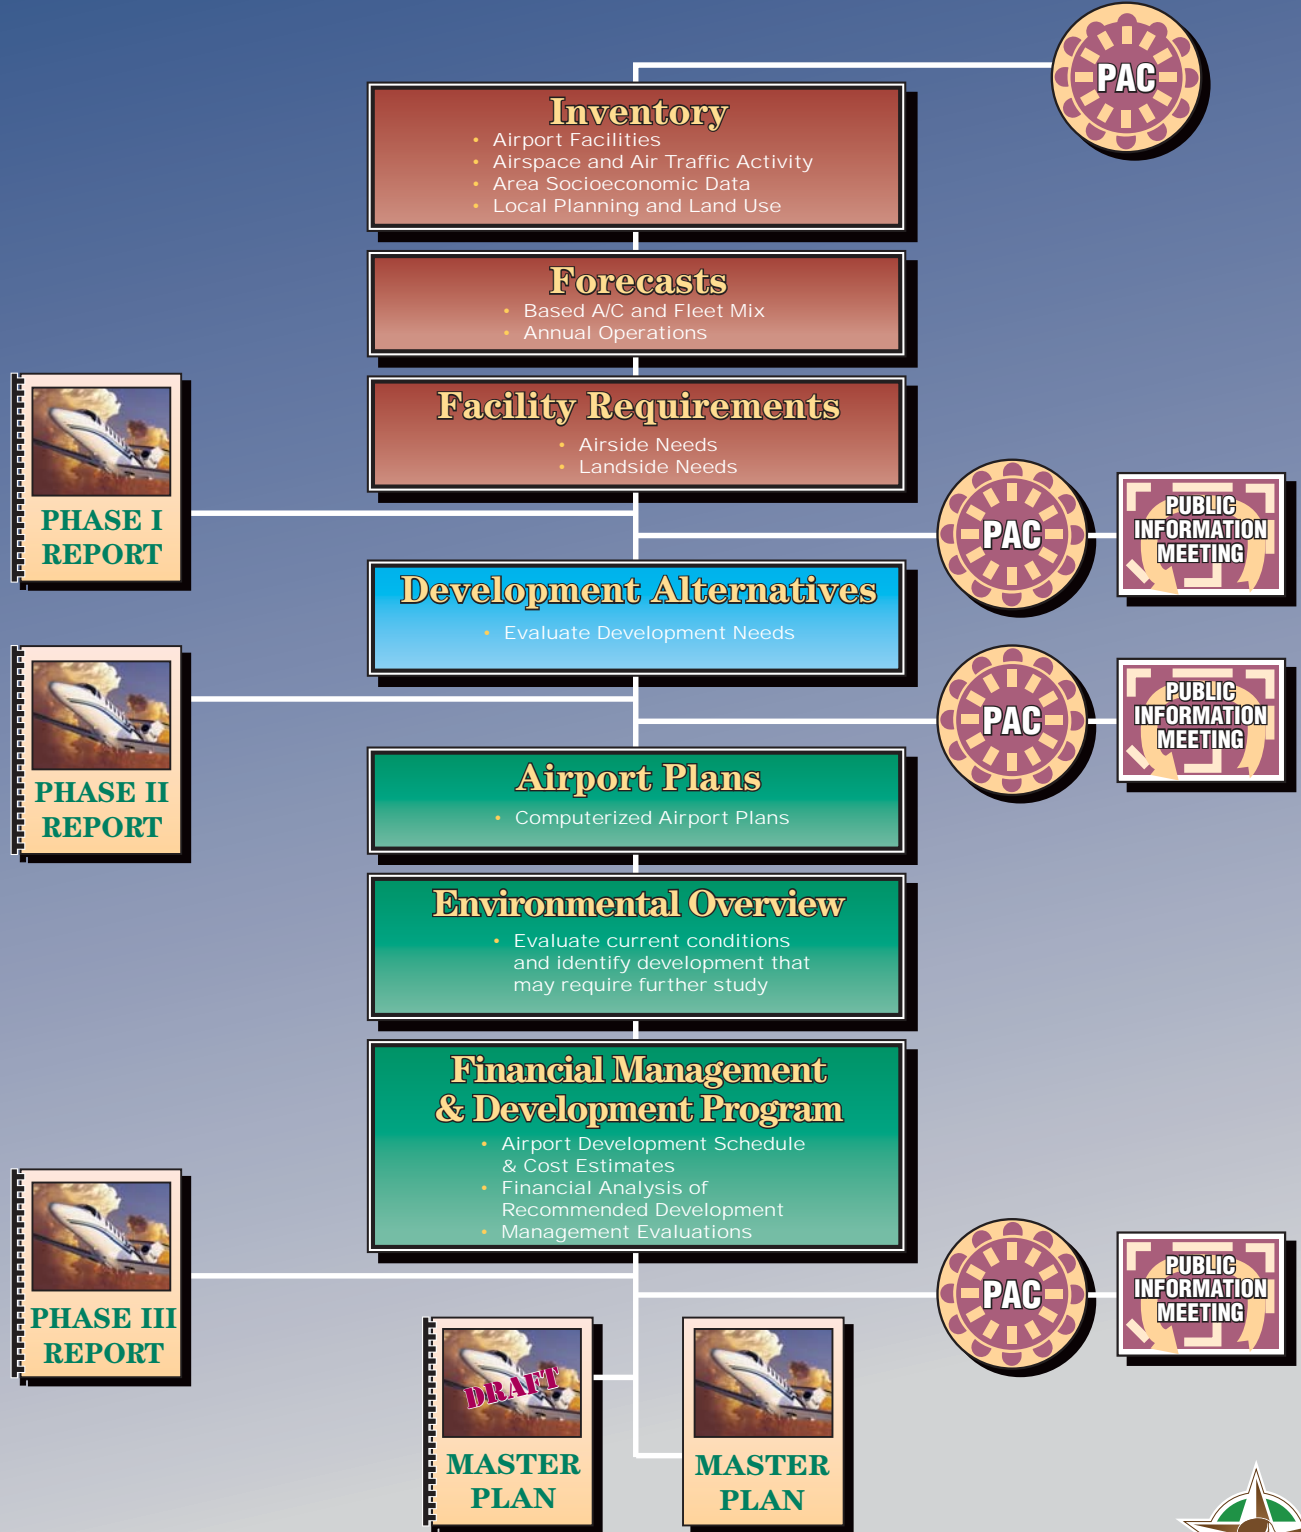 PAC
Inventory
• Airport Facilities
• Airspace and Air Traffic Activity
• Area Socioeconomic Data
• Local Planning and Land Use
Forecasts
• Based A/C and Fleet Mix
• Annual Operations
Facility Requirements
• Airside Needs
• Landside Needs
PHASE I
REPORT
PAC
PUBLIC
INFORMATION
MEETING
Development Alternatives
• Evaluate Development Needs
PHASE II
REPORT
PAC
PUBLIC
INFORMATION
MEETING
Airport Plans
• Computerized Airport Plans
Environmental Overview
• Evaluate current conditions
and identify development that
may require further study
Financial Management
& Development Program
• Airport Development Schedule
& Cost Estimates
• Financial Analysis of
Recommended Development
• Management Evaluations
PHASE III
REPORT
PAC
PUBLIC
INFORMATION
MEETING
DRAFT
MASTER
PLAN
MASTER
PLAN